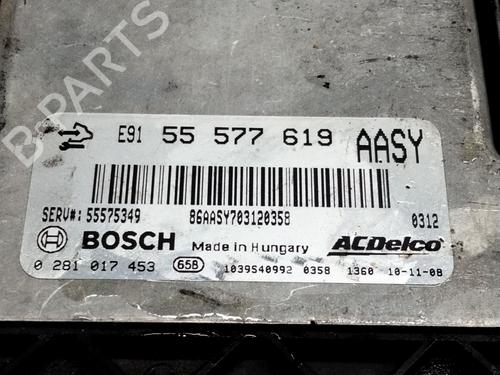 B-PARTS
E91 55 577 619 AASY
SERV#: 55575349 86AASY703120358 0312
BOSCH Made in Hungary ACDelco
0 281 017 453 65B 1039S40992 0358 1360 10-11-08